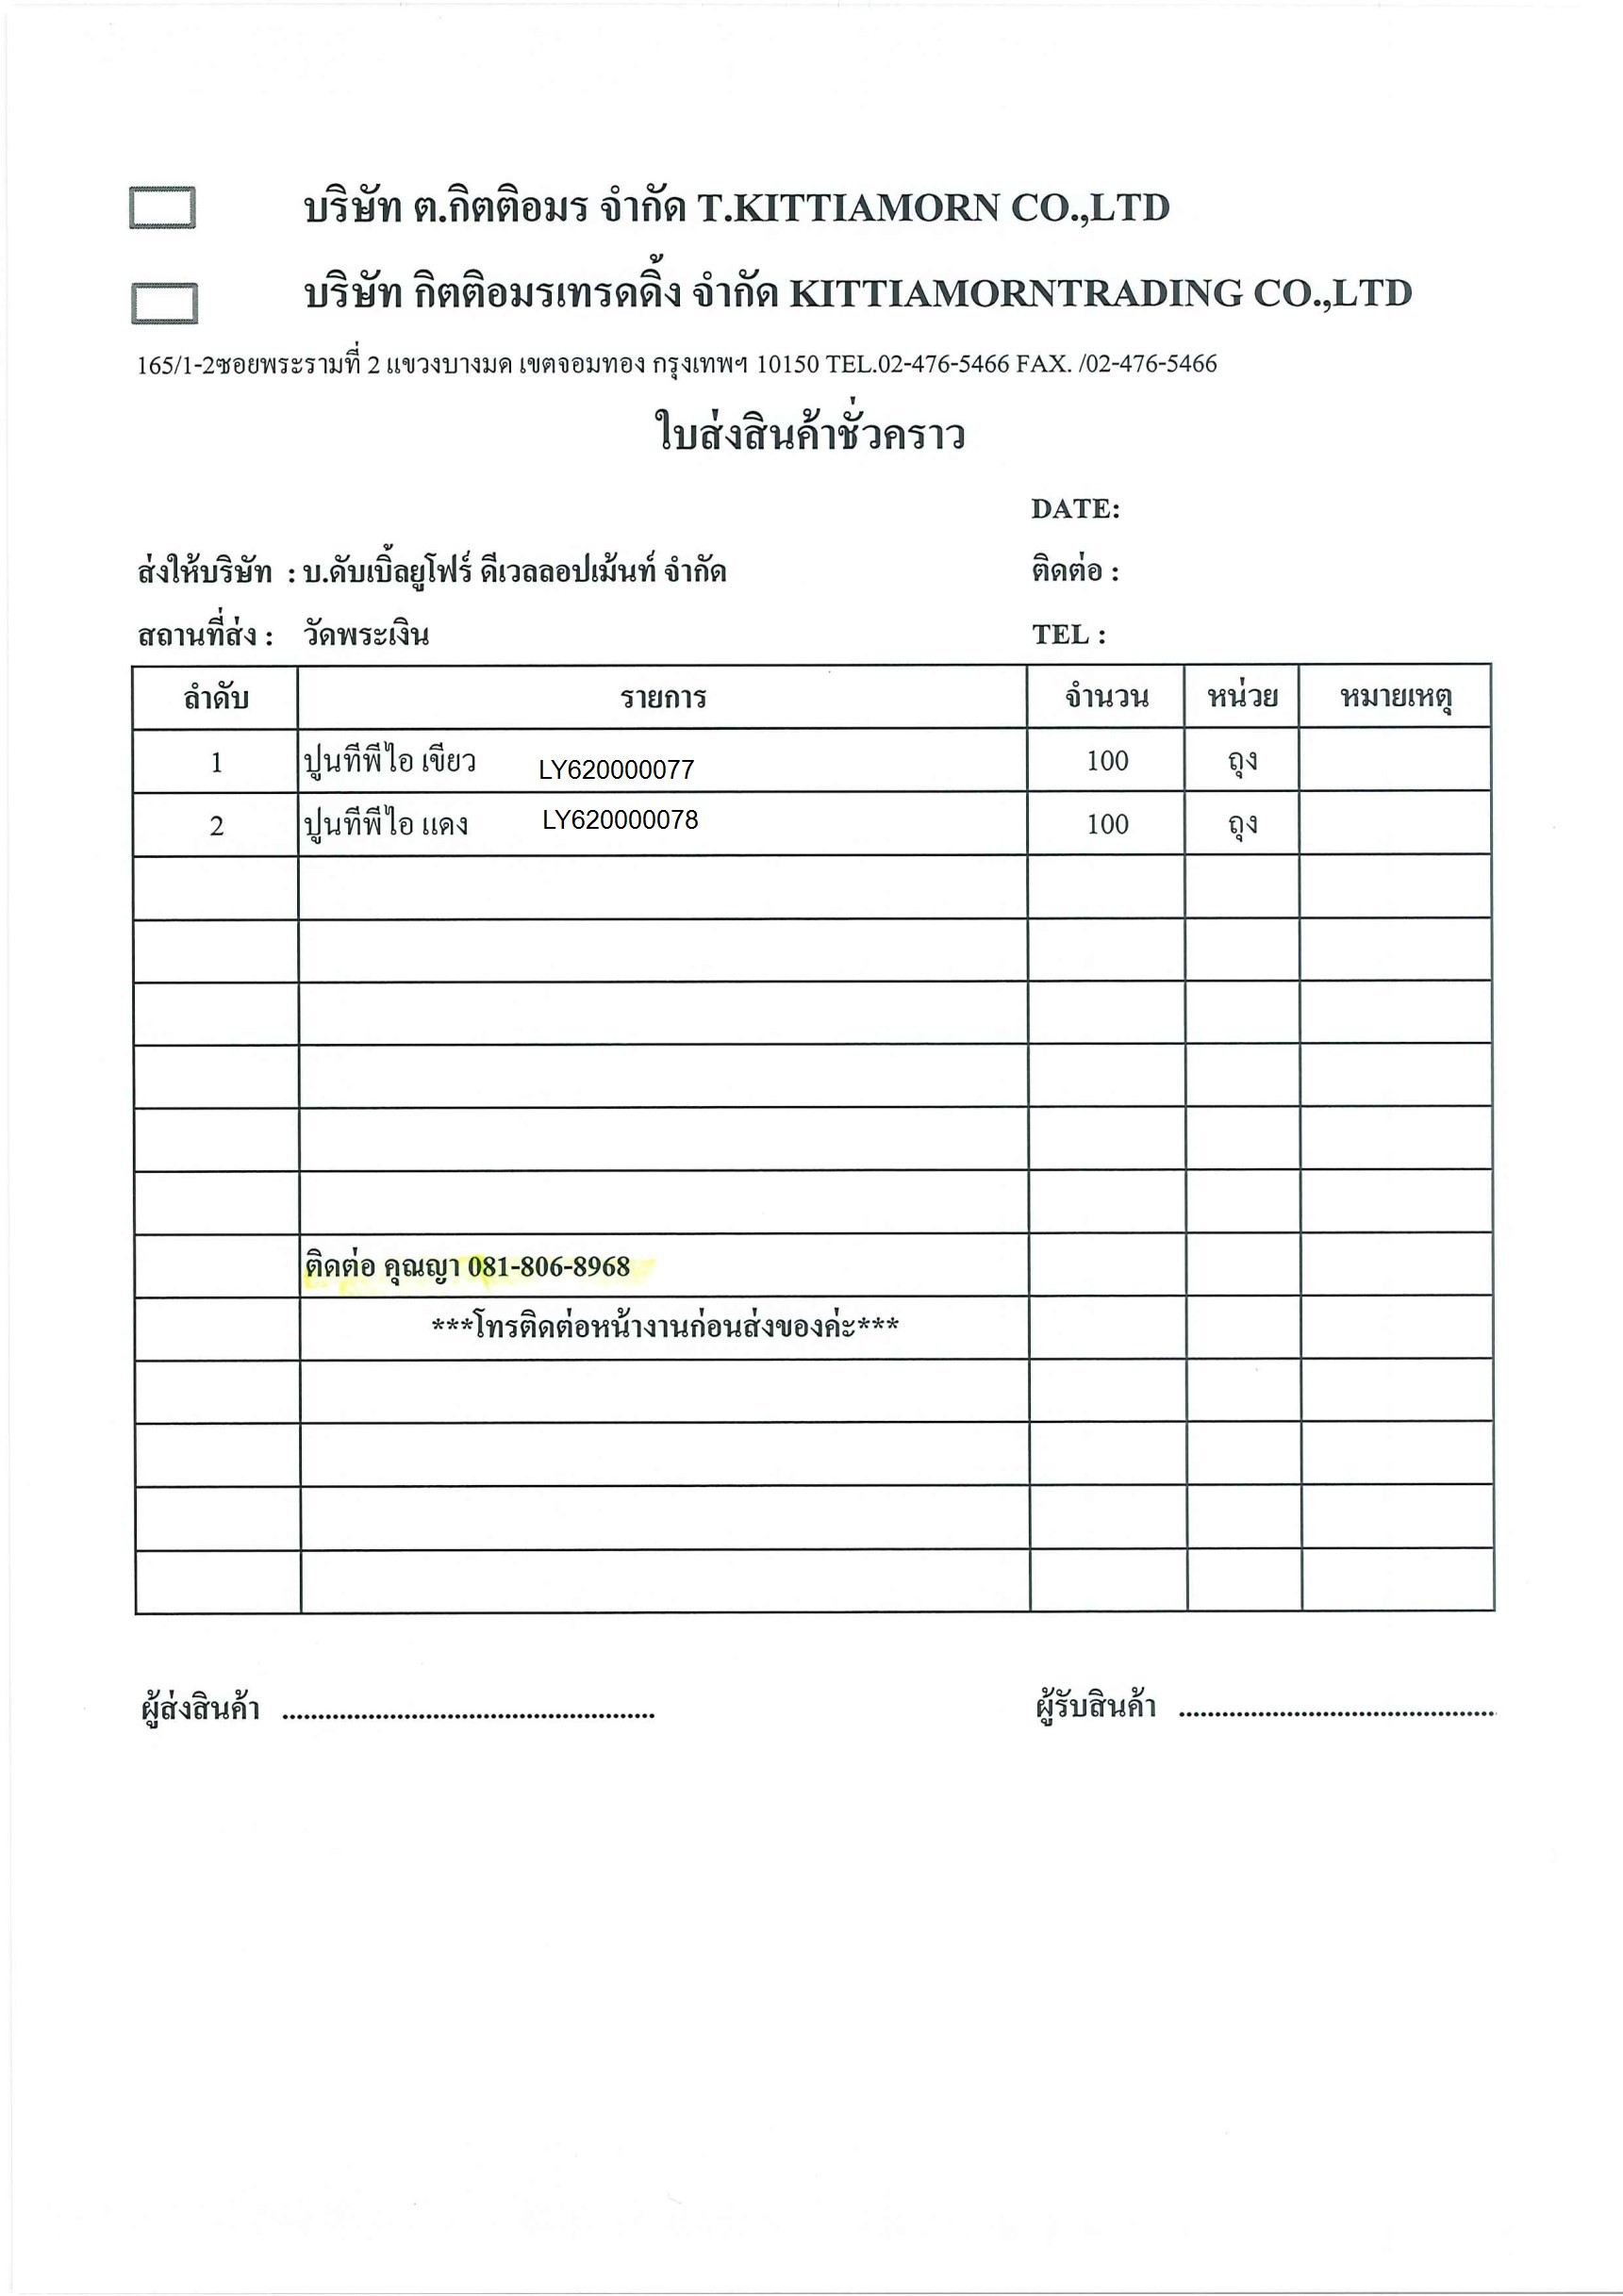 บริษัท ต.กิตติอมร จำกัด T.KITTIAMORN CO.,LTD
บริษัท กิตติอมรเทรดดิ้ง จำกัด KITTIAMORNTRADING CO.,LTD
165/1-2ซอยพระรามที่ 2 แขวงบางมด เขตจอมทอง กรุงเทพฯ 10150 TEL.02-476-5466 FAX. /02-476-5466
ใบส่งสินค้าชั่วคราว
DATE:
ส่งให้บริษัท : บ.ดับเบิ้ลยูโฟร์ ดีเวลลอปเม้นท์ จำกัด ติดต่อ :
สถานที่ส่ง : วัดพระเงิน TEL :
ลำดับ รายการ จำนวน หน่วย หมายเหตุ
1 ปูนทีพีไอ เขียว LY620000077 100 ถุง
2 ปูนทีพีไอ แดง LY620000078 100 ถุง
ติดต่อ คุณญา 081-806-8968
***โทรติดต่อหน้างานก่อนส่งของค่ะ***
ผู้ส่งสินค้า .................................................... ผู้รับสินค้า ............................................